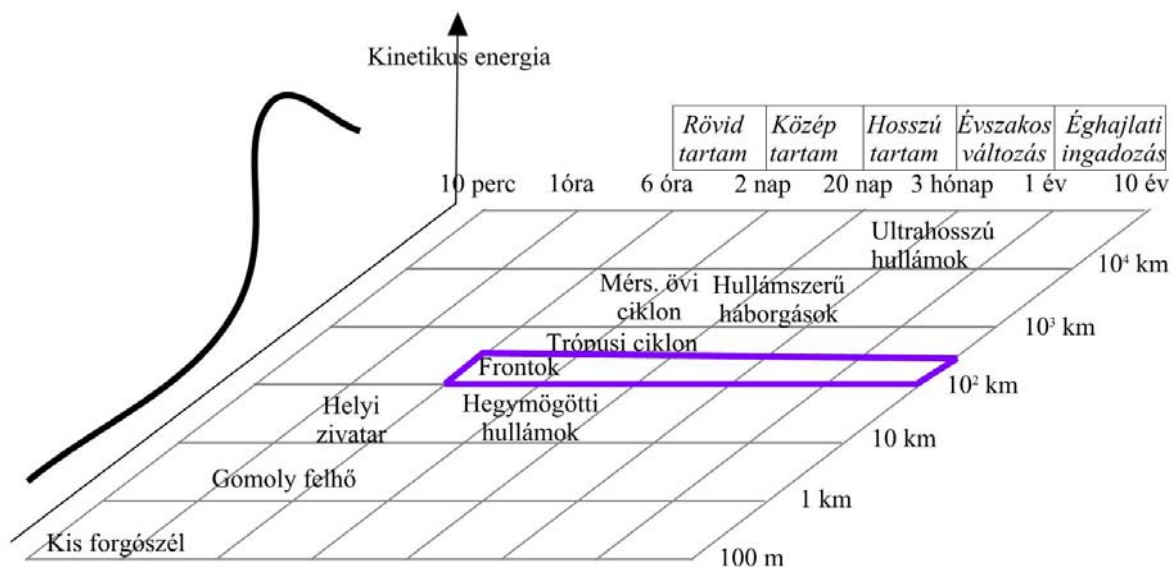 Kinetikus energia
Rövid tartam
Közép tartam
Hosszú tartam
Évszakos változás
Éghajlati ingadozás
10 perc 1óra 6 óra 2 nap 20 nap 3 hónap 1 év 10 év
Ultrahosszú
hullámok
10⁴ km
Mérs. övi
ciklon
Hullámszerű
háborgások
10³ km
Trópusi ciklon
Frontok
10² km
Helyi
zivatar
Hegymögötti
hullámok
10 km
Gomoly felhő
1 km
Kis forgószél
100 m